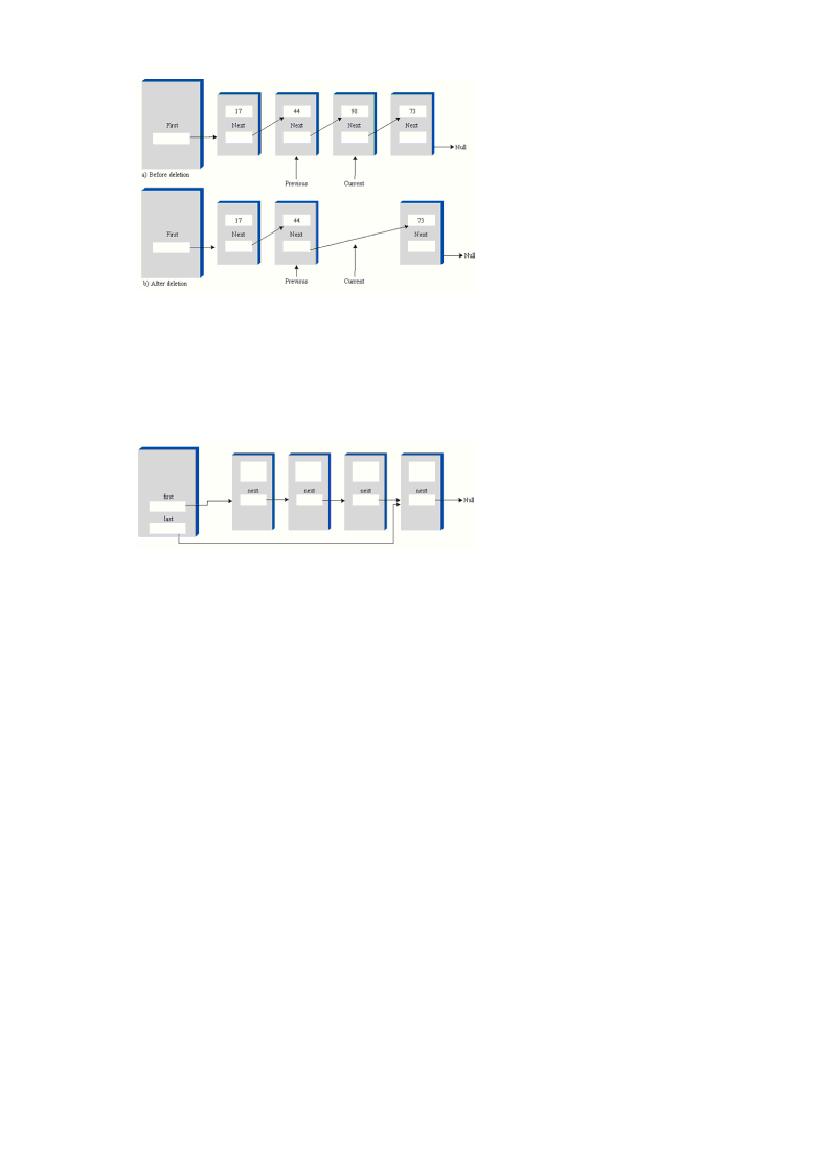 17 44 98 73
First Next Next Next Next
Null
a) Before deletion
Previous Current
17 44 73
First Next Next Next
Null
Previous Current
b) After deletion
next next next next
first Null
last